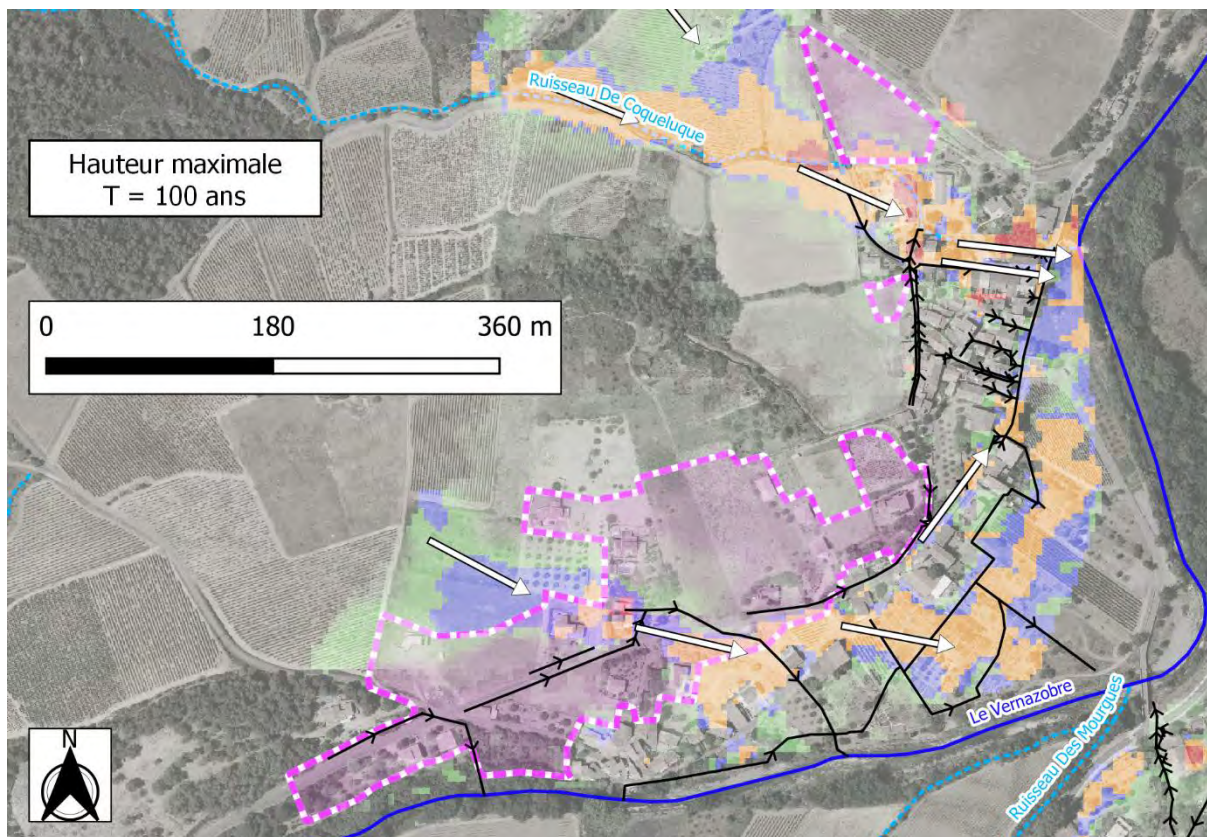 Ruisseau De Coqueluque
Hauteur maximale
T = 100 ans
0 180 360 m
Le Vernazobre
Ruisseau Des Mourgues
N